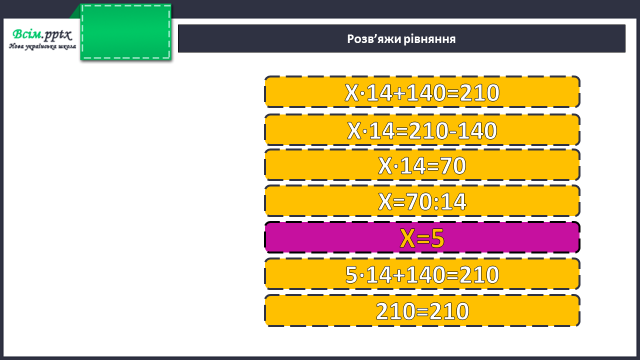 Всім.pptx
Нова українська школа
Розв’яжи рівняння
Х·14+140=210
Х·14=210-140
Х·14=70
Х=70:14
Х=5
5·14+140=210
210=210